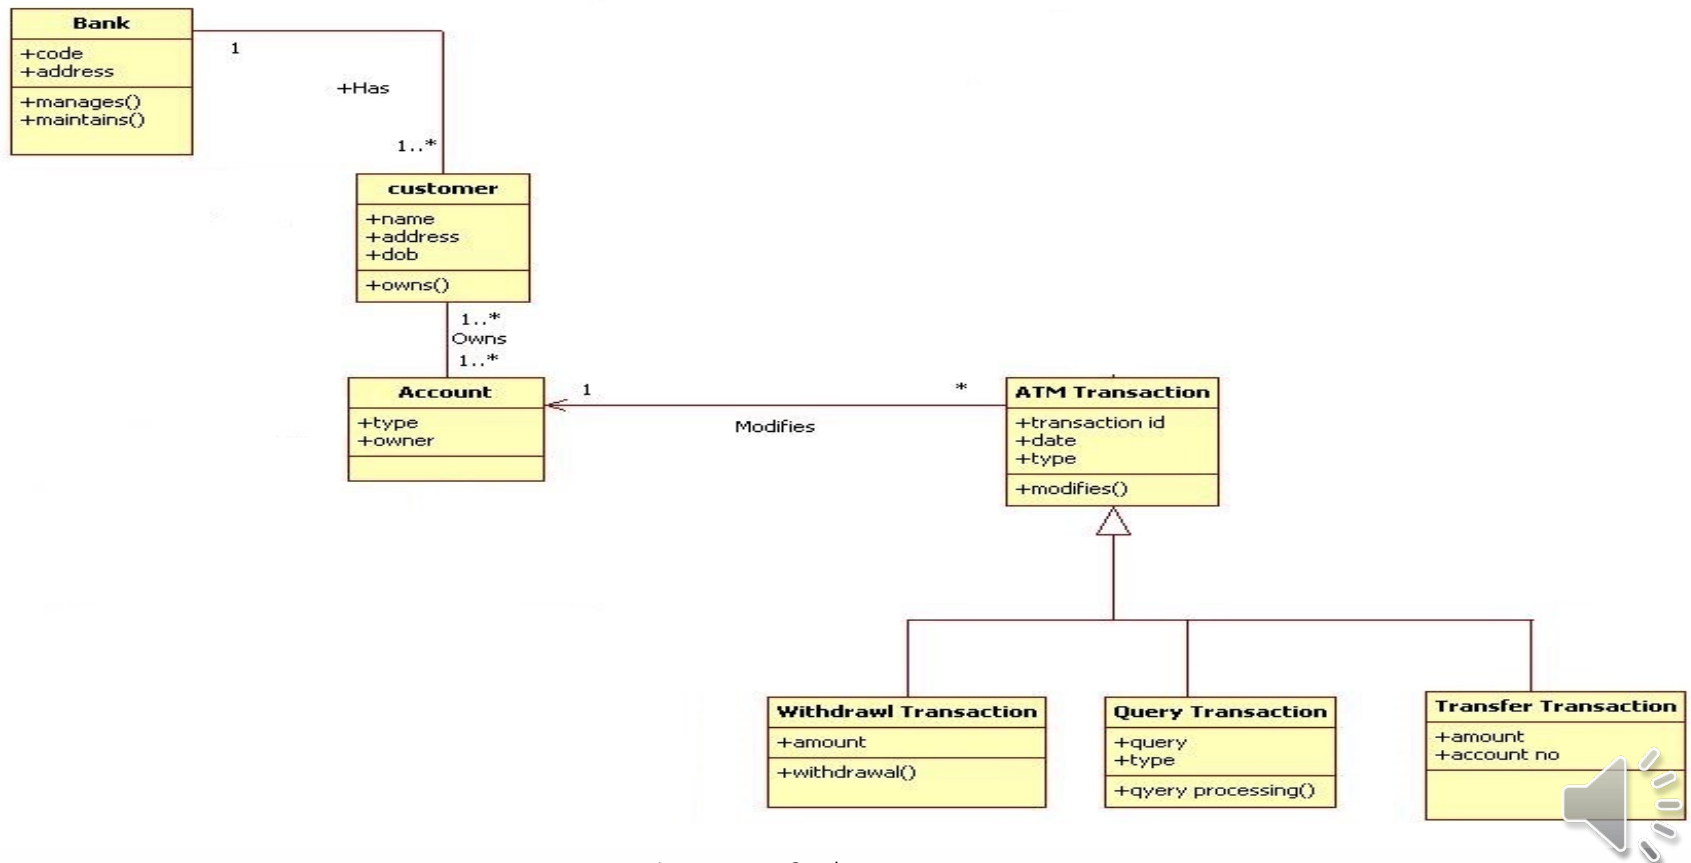 Bank
+code
+address
+manages()
+maintains()
1
+Has
1..*
customer
+name
+address
+dob
+owns()
1..*
Owns
1..*
Account
+type
+owner
1
*
Modifies
ATM Transaction
+transaction id
+date
+type
+modifies()
Withdrawl Transaction
+amount
+withdrawal()
Query Transaction
+query
+type
+qyery processing()
Transfer Transaction
+amount
+account no